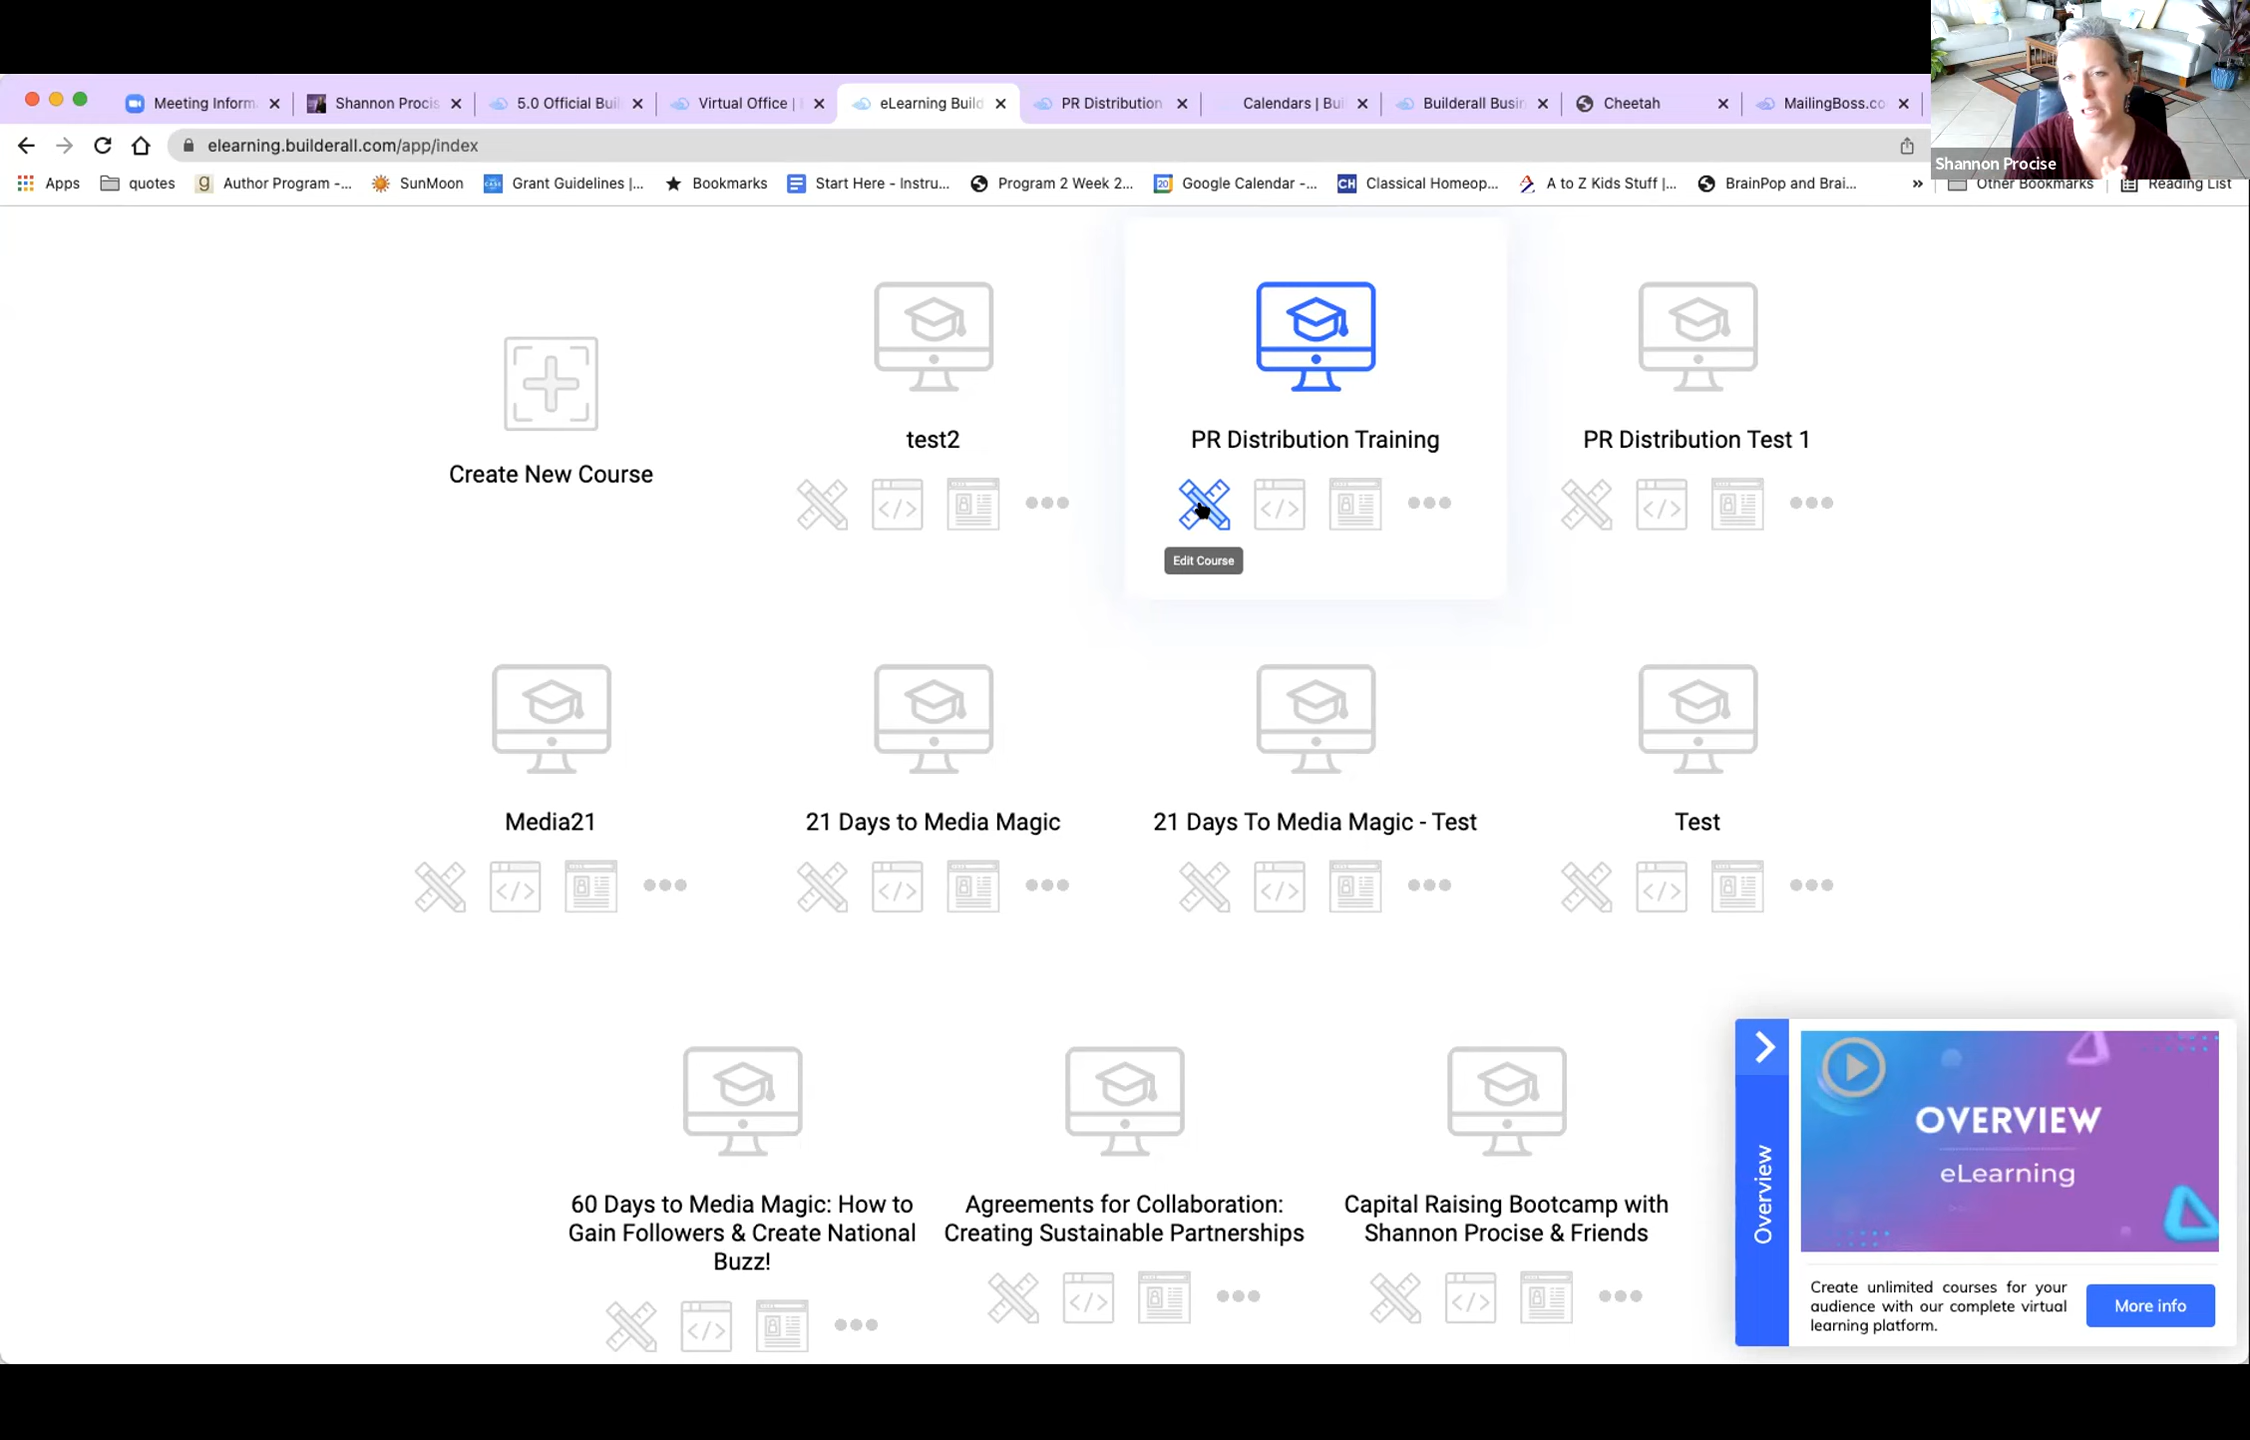 Meeting Inform
Shannon Procis
5.0 Official Buil
Virtual Office |
eLearning Build
PR Distribution
Calendars | Bui
Builderall Busin
Cheetah
MailingBoss.co
elearning.builderall.com/app/index
Shannon Procise
Apps
quotes
Author Program -...
SunMoon
Grant Guidelines |...
Bookmarks
Start Here - Instru...
Program 2 Week 2...
20
Google Calendar -...
CH
Classical Homeop...
A to Z Kids Stuff |...
BrainPop and Brai...
»
Other Bookmarks
Reading List
Create New Course
test2
PR Distribution Training
PR Distribution Test 1
Edit Course
Media21
21 Days to Media Magic
21 Days To Media Magic - Test
Test
60 Days to Media Magic: How to
Gain Followers & Create National
Buzz!
Agreements for Collaboration:
Creating Sustainable Partnerships
Capital Raising Bootcamp with
Shannon Procise & Friends
Overview
OVERVIEW
eLearning
Create unlimited courses for your
audience with our complete virtual
learning platform.
More info